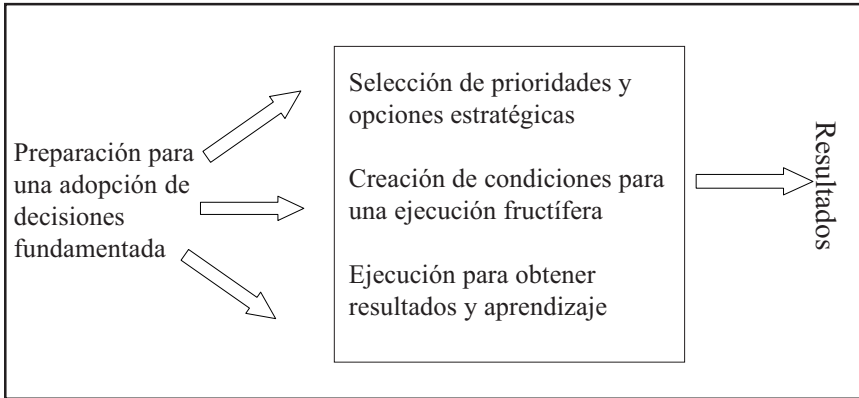 Preparación para
una adopción de
decisiones
fundamentada
Selección de prioridades y
opciones estratégicas
Creación de condiciones para
una ejecución fructífera
Ejecución para obtener
resultados y aprendizaje
Resultados